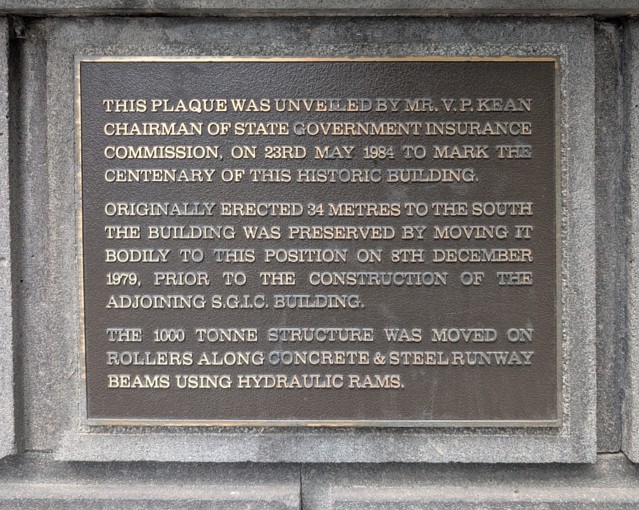 THIS PLAQUE WAS UNVEILED BY MR. V. P. KEAN
CHAIRMAN OF STATE GOVERNMENT INSURANCE
COMMISSION, ON 23RD MAY 1984 TO MARK THE
CENTENARY OF THIS HISTORIC BUILDING.
ORIGINALLY ERECTED 34 METRES TO THE SOUTH
THE BUILDING WAS PRESERVED BY MOVING IT
BODILY TO THIS POSITION ON 8TH DECEMBER
1979, PRIOR TO THE CONSTRUCTION OF THE
ADJOINING S.G.I.C. BUILDING.
THE 1000 TONNE STRUCTURE WAS MOVED ON
ROLLERS ALONG CONCRETE & STEEL RUNWAY
BEAMS USING HYDRAULIC RAMS.